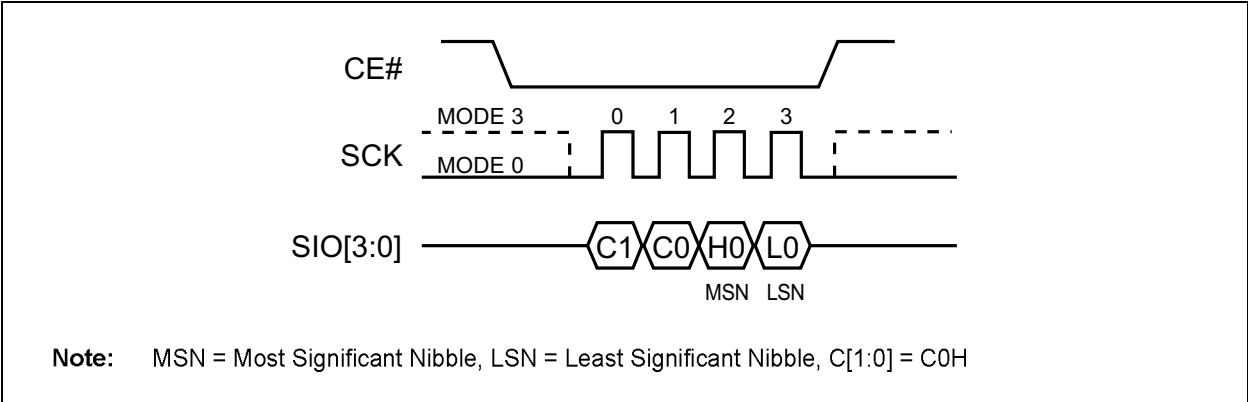 CE#
MODE 3 0 1 2 3
SCK
MODE 0
SIO[3:0] C1 C0 H0 L0
MSN LSN
Note: MSN = Most Significant Nibble, LSN = Least Significant Nibble, C[1:0] = C0H